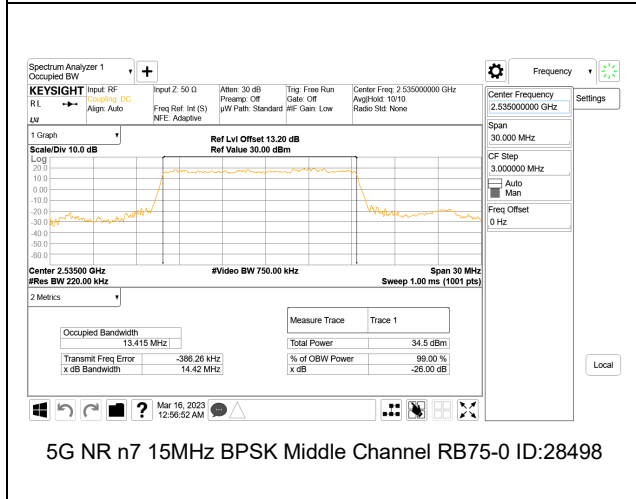 Spectrum Analyzer 1
Occupied BW
+
Frequency
KEYSIGHT Input: RF Input Z: 50 Ω Atten: 30 dB Trig: Free Run Center Freq: 2.535000000 GHz
RL Coupling: DC Preamp: Off Gate: Off Avg|Hold: 10/10
Align: Auto Freq Ref: Int (S) µW Path: Standard #IF Gain: Low Radio Std: None
LXI NFE: Adaptive
Center Frequency
2.535000000 GHz
Settings
Span
30.000 MHz
CF Step
3.000000 MHz
Auto
Man
Freq Offset
0 Hz
Local
1 Graph
Ref Lvl Offset 13.20 dB
Scale/Div 10.0 dB Ref Value 30.00 dBm
Log
20.0
10.0
0.00
-10.0
-20.0
-30.0
-40.0
-50.0
-60.0
Center 2.53500 GHz #Video BW 750.00 kHz Span 30 MHz
#Res BW 220.00 kHz Sweep 1.00 ms (1001 pts)
2 Metrics
Measure Trace Trace 1
Occupied Bandwidth
13.415 MHz Total Power 34.5 dBm
Transmit Freq Error -386.26 kHz % of OBW Power 99.00 %
x dB Bandwidth 14.42 MHz x dB -26.00 dB
? Mar 16, 2023
12:56:52 AM
5G NR n7 15MHz BPSK Middle Channel RB75-0 ID:28498